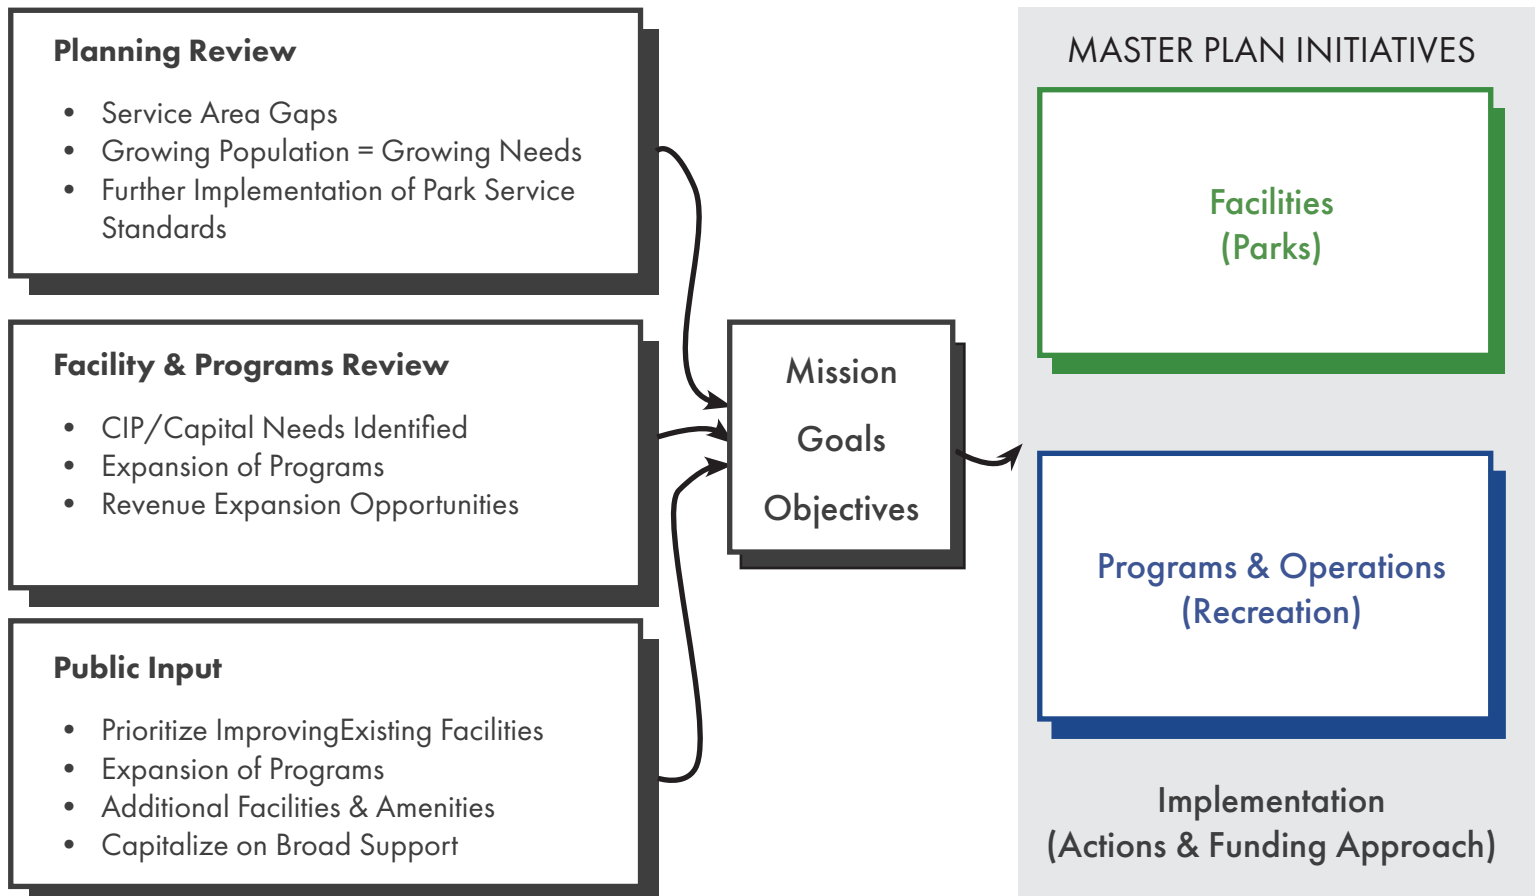 Planning Review
• Service Area Gaps
• Growing Population = Growing Needs
• Further Implementation of Park Service
Standards
Facility & Programs Review
• CIP/Capital Needs Identified
• Expansion of Programs
• Revenue Expansion Opportunities
Public Input
• Prioritize ImprovingExisting Facilities
• Expansion of Programs
• Additional Facilities & Amenities
• Capitalize on Broad Support
Mission
Goals
Objectives
MASTER PLAN INITIATIVES
Facilities
(Parks)
Programs & Operations
(Recreation)
Implementation
(Actions & Funding Approach)